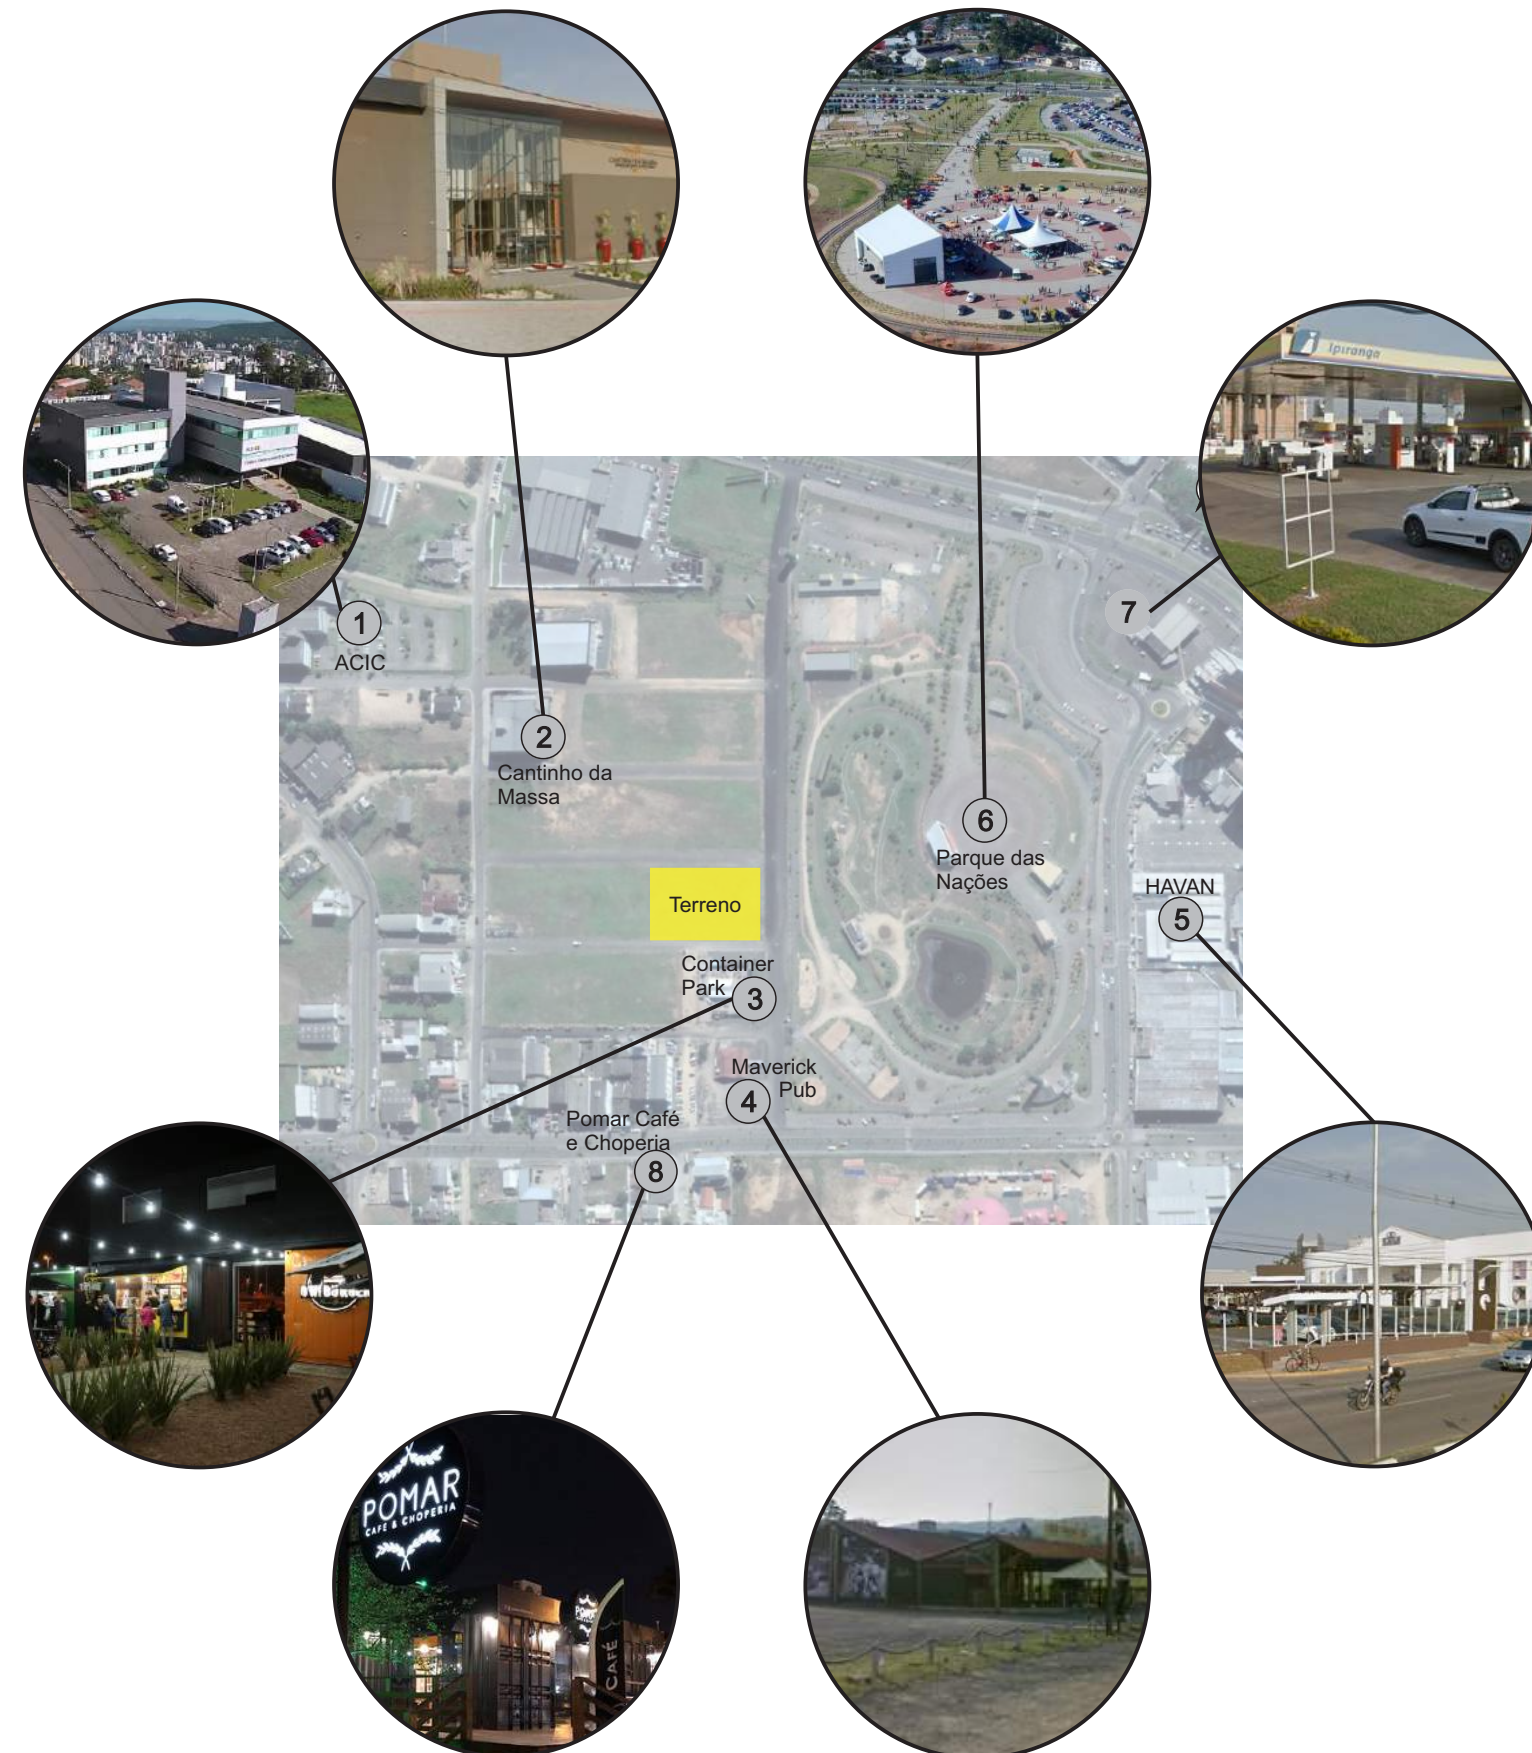 Ipiranga
1
ACIC
2
Cantinho da
Massa
7
6
Parque das
Nações
HAVAN
5
Terreno
Container
Park
3
Maverick
Pub
4
Pomar Café
e Choperia
8
POMAR
CAFE & CHOPERIA
CAFÉ